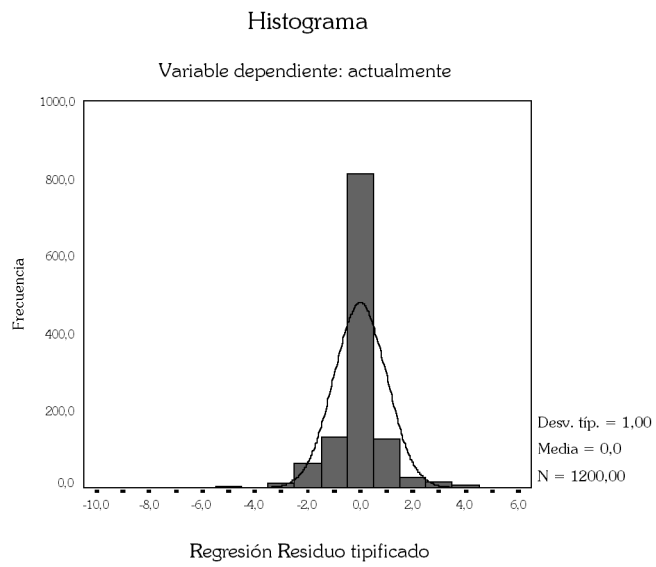 Histograma
Variable dependiente: actualmente
1000,0
800,0
600,0
400,0
200,0
0,0
Frecuencia
-10,0 -8,0 -6,0 -4,0 -2,0 0,0 2,0 4,0 6,0
Desv. típ. = 1,00
Media = 0,0
N = 1200,00
Regresión Residuo tipificado